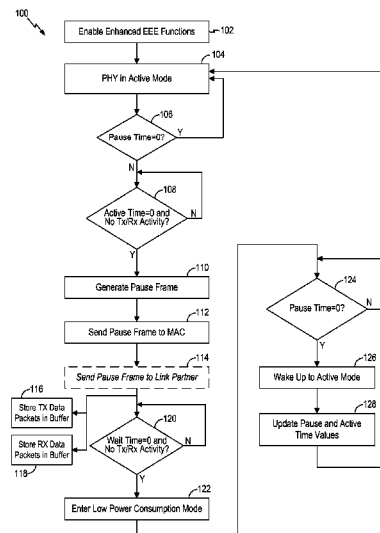 100
Enable Enhanced EEE Functions
102
104
PHY in Active Mode
106
Pause Time=0?
Y
N
108
Active Time=0 and
No Tx/Rx Activity?
N
Y
110
Generate Pause Frame
112
Send Pause Frame to MAC
114
Send Pause Frame to Link Partner
116
Store TX Data
Packets in Buffer
Store RX Data
Packets in Buffer
118
120
Wait Time=0 and
No Tx/Rx Activity?
N
Y
122
Enter Low Power Consumption Mode
124
Pause Time=0?
N
Y
126
Wake Up to Active Mode
128
Update Pause and Active
Time Values